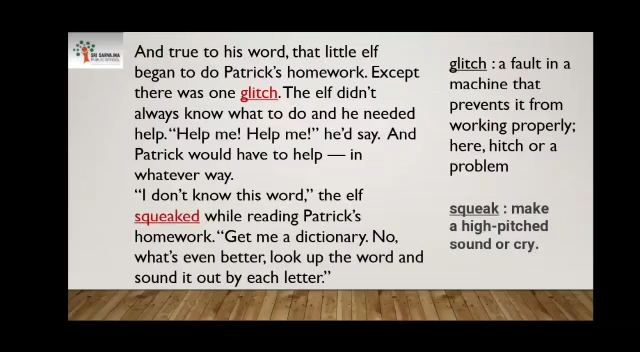 SRI SARVAJNA
PUBLIC SCHOOL
And true to his word, that little elf
began to do Patrick's homework. Except
there was one glitch. The elf didn't
always know what to do and he needed
help. "Help me! Help me!" he'd say. And
Patrick would have to help — in
whatever way.
"I don't know this word," the elf
squeaked while reading Patrick's
homework. "Get me a dictionary. No,
what's even better, look up the word and
sound it out by each letter."
glitch : a fault in a
machine that
prevents it from
working properly;
here, hitch or a
problem
squeak : make
a high-pitched
sound or cry.